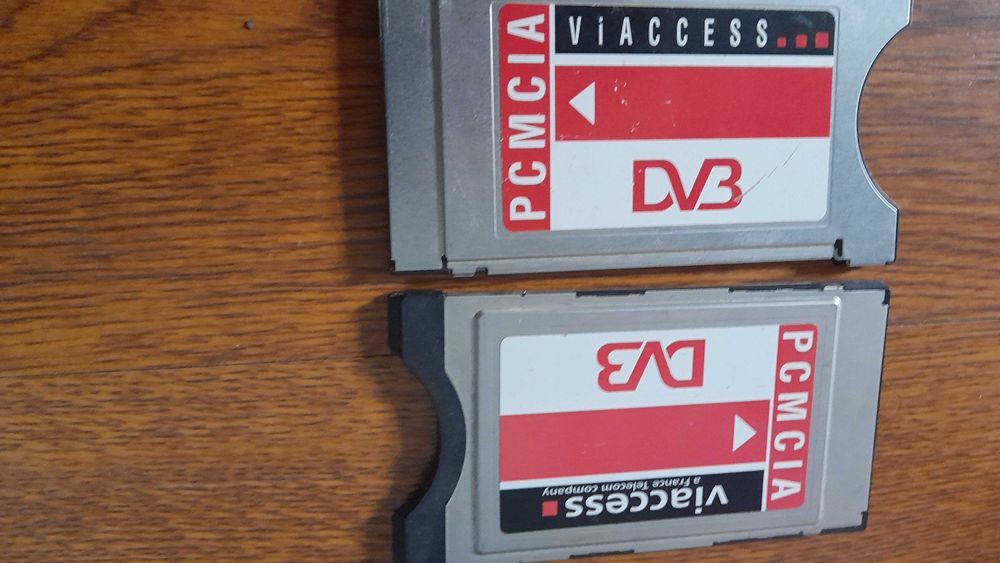 PCMCIA
ViACCESS
DVB
PCMCIA
DVB
viaccess
a France Telecom company